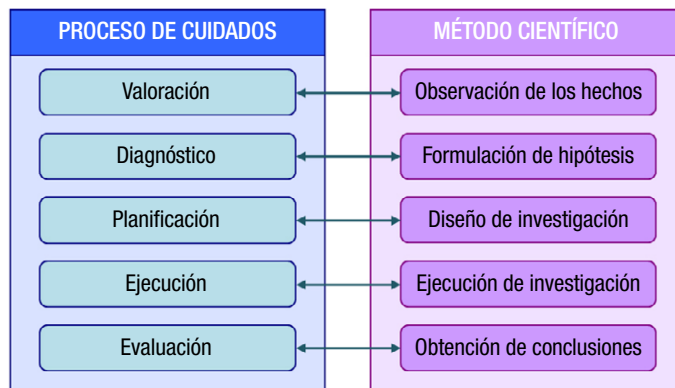 PROCESO DE CUIDADOS
MÉTODO CIENTÍFICO
Valoración
Observación de los hechos
Diagnóstico
Formulación de hipótesis
Planificación
Diseño de investigación
Ejecución
Ejecución de investigación
Evaluación
Obtención de conclusiones